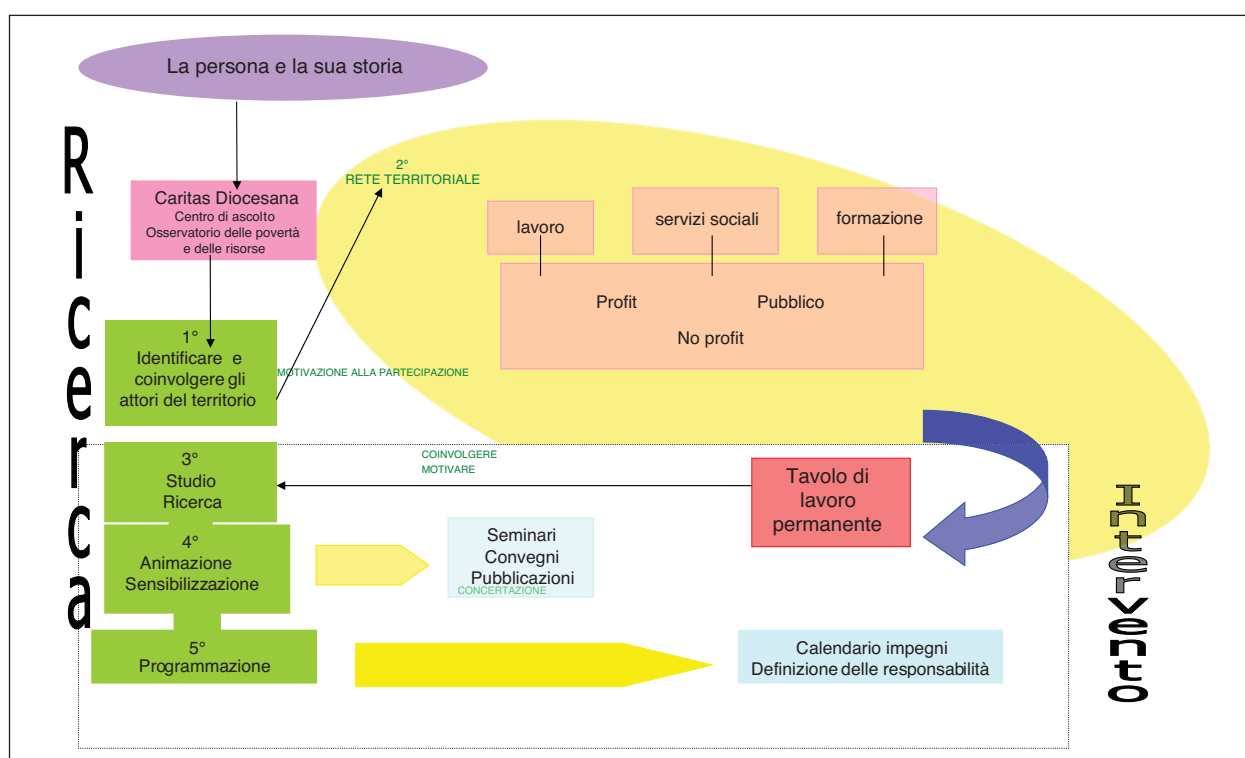 La persona e la sua storia
Ricerca
Caritas Diocesana
Centro di ascolto
Osservatorio delle povertà
e delle risorse
2°
RETE TERRITORIALE
lavoro
servizi sociali
formazione
Profit
Pubblico
No profit
1°
Identificare e
coinvolgere gli
attori del territorio
MOTIVAZIONE ALLA PARTECIPAZIONE
3°
Studio
Ricerca
COINVOLGERE
MOTIVARE
Tavolo di
lavoro
permanente
4°
Animazione
Sensibilizzazione
Seminari
Convegni
Pubblicazioni
CONCERTAZIONE
5°
Programmazione
Calendario impegni
Definizione delle responsabilità
Intervento